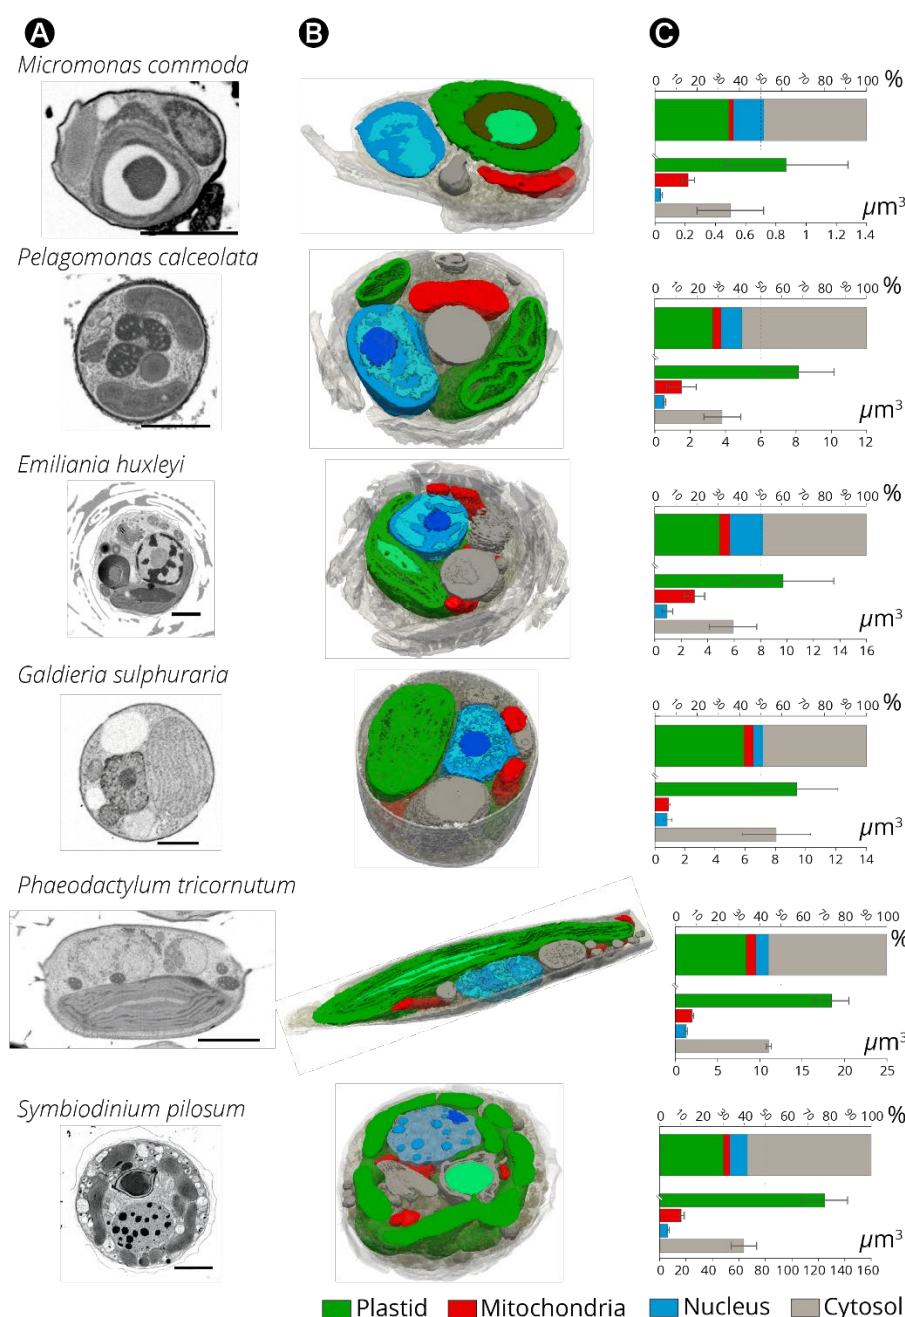 A B C
Micromonas commoda
0 10 20 30 40 50 60 70 80 90 100 %
μm³
0 0.2 0.4 0.6 0.8 1 1.2 1.4
Pelagomonas calceolata
0 10 20 30 40 50 60 70 80 90 100 %
μm³
0 2 4 6 8 10 12
Emiliania huxleyi
0 10 20 30 40 50 60 70 80 90 100 %
μm³
0 2 4 6 8 10 12 14 16
Galdieria sulphuraria
0 10 20 30 40 50 60 70 80 90 100 %
μm³
0 2 4 6 8 10 12 14
Phaeodactylum tricornutum
0 10 20 30 40 50 60 70 80 90 100
%
μm³
0 5 10 15 20 25
Symbiodinium pilosum
0 10 20 30 40 50 60 70 80 90 100 %
μm³
0 20 40 60 80 100 120 140 160
Plastid Mitochondria Nucleus Cytosol